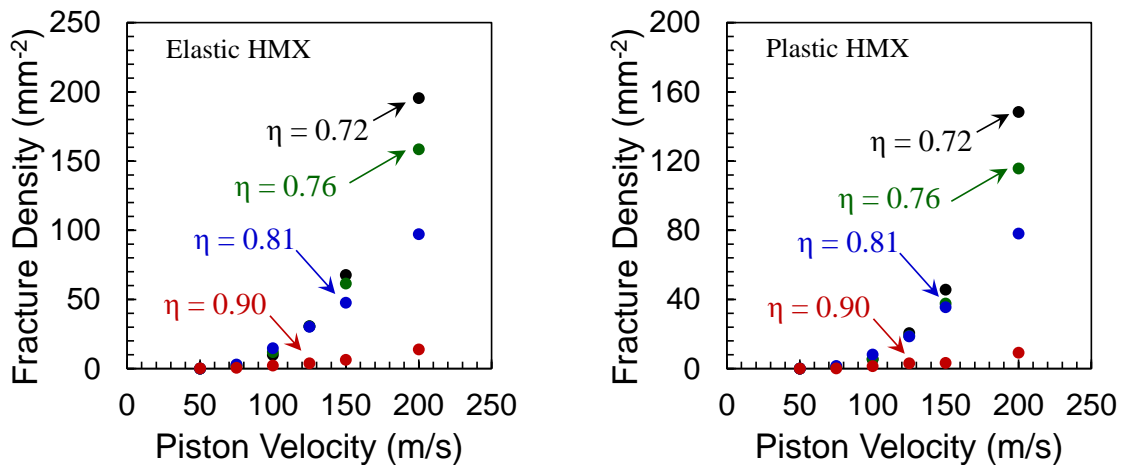 Fracture Density (mm⁻²)
250
200
150
100
50
0
Elastic HMX
η = 0.72
η = 0.76
η = 0.81
η = 0.90
0 50 100 150 200 250
Piston Velocity (m/s)
Fracture Density (mm⁻²)
200
160
120
80
40
0
Plastic HMX
η = 0.72
η = 0.76
η = 0.81
η = 0.90
0 50 100 150 200 250
Piston Velocity (m/s)